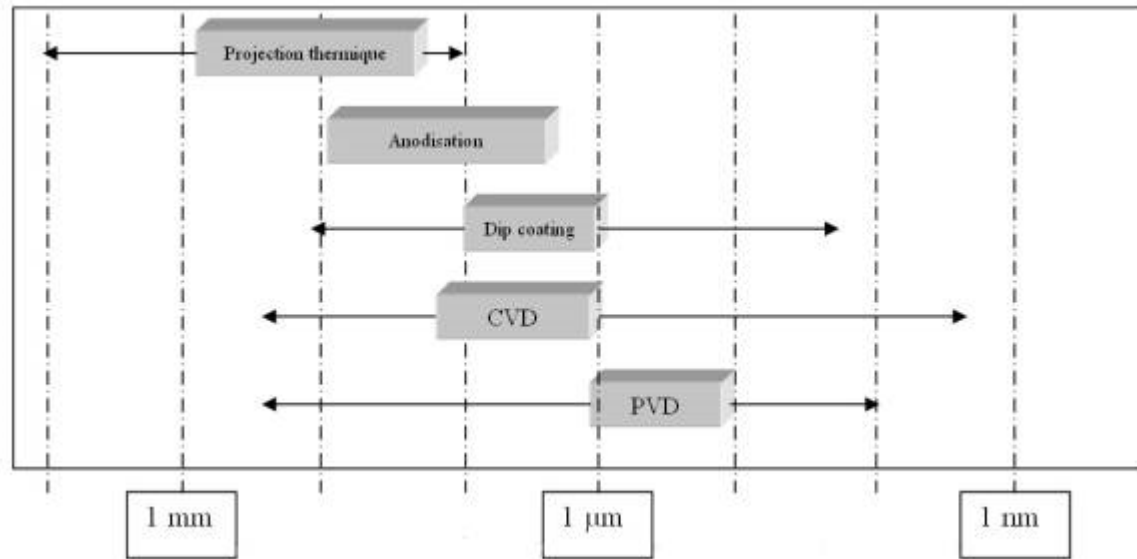 Projection thermique
Anodisation
Dip coating
CVD
PVD
1 mm
1 μm
1 nm